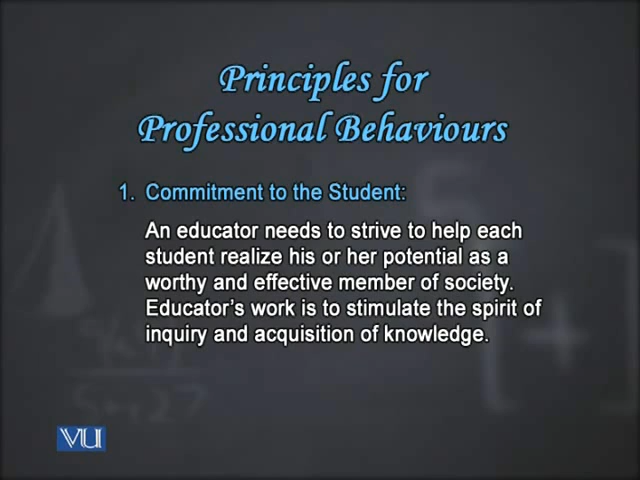 Principles for
Professional Behaviours
1. Commitment to the Student:
An educator needs to strive to help each
student realize his or her potential as a
worthy and effective member of society.
Educator's work is to stimulate the spirit of
inquiry and acquisition of knowledge.
VU